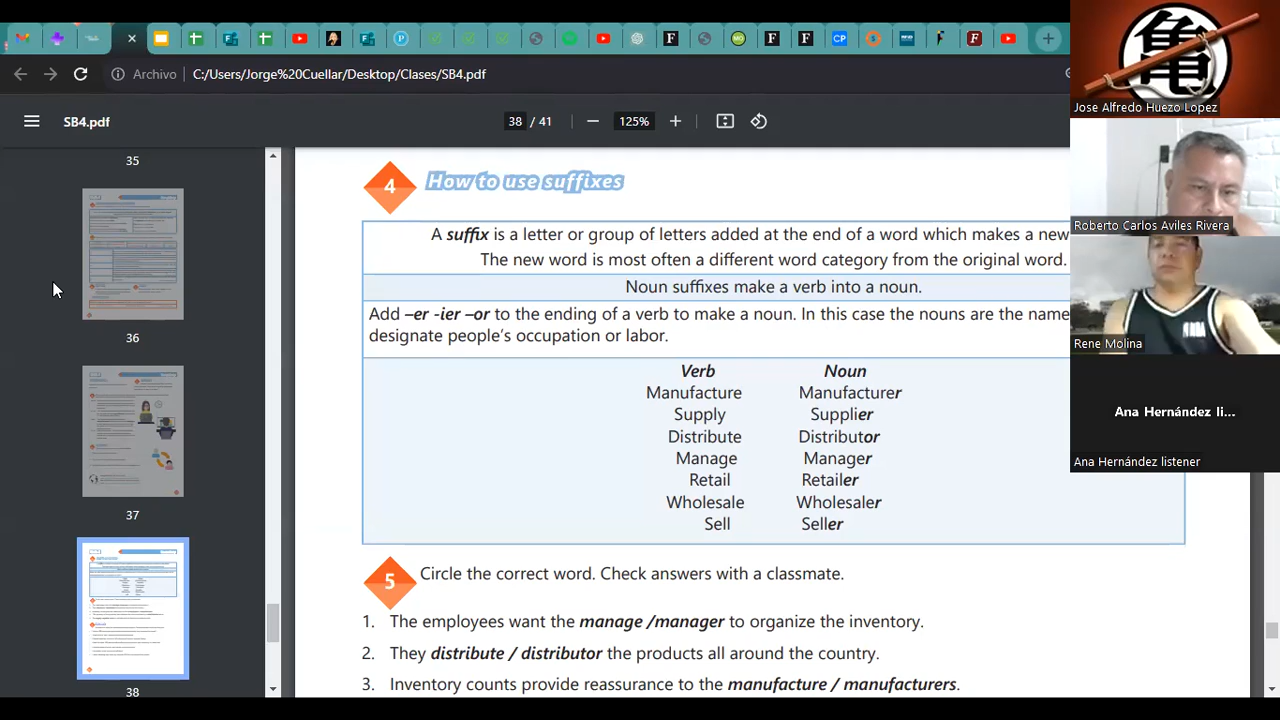 Archivo
C:/Users/Jorge%20Cuellar/Desktop/Clases/SB4.pdf
SB4.pdf
38 / 41
125%
35
36
37
38
4 How to use suffixes
A suffix is a letter or group of letters added at the end of a word which makes a new
The new word is most often a different word category from the original word.
Noun suffixes make a verb into a noun.
Add –er -ier –or to the ending of a verb to make a noun. In this case the nouns are the name
designate people's occupation or labor.
Verb Noun
Manufacture Manufacturer
Supply Supplier
Distribute Distributor
Manage Manager
Retail Retailer
Wholesale Wholesaler
Sell Seller
5 Circle the correct word. Check answers with a classmate.
1. The employees want the manage /manager to organize the inventory.
2. They distribute / distributor the products all around the country.
3. Inventory counts provide reassurance to the manufacture / manufacturers.
亀
Jose Alfredo Huezo Lopez
Roberto Carlos Aviles Rivera
Rene Molina
Ana Hernández li...
Ana Hernández listener